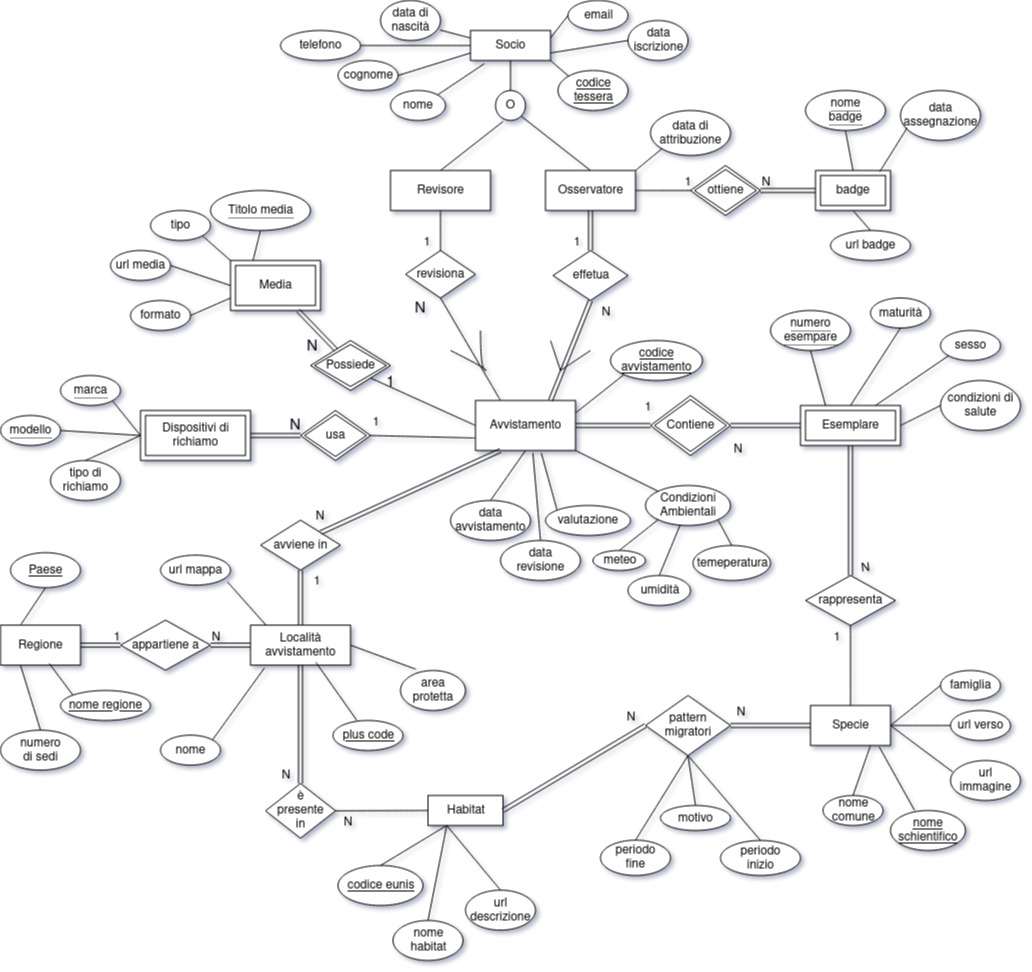 data di
nascità
email
telefono
Socio
data
iscrizione
cognome
codice
tessera
nome
O
nome
badge
data
assegnazione
data di
attribuzione
Revisore
Osservatore
1
ottiene
N
badge
Titolo media
tipo
url badge
1
1
url media
revisiona
effetua
Media
formato
N
N
maturità
numero
esempare
sesso
N
Possiede
1
codice
avvistamento
marca
condizioni di
salute
modello
Dispositivi di
richiamo
N
usa
1
Avvistamento
1
Contiene
N
Esemplare
tipo di
richiamo
N
data
avvistamento
valutazione
Condizioni
Ambientali
avviene in
data
revisione
meteo
temeperatura
Paese
url mappa
1
umidità
N
rappresenta
1
Regione
1
appartiene a
N
Località
avvistamento
area
protetta
famiglia
nome regione
N
pattern
migratori
N
Specie
url verso
numero
di sedi
nome
plus code
url
immagine
N
è
presente
in
N
Habitat
motivo
nome
comune
nome
schientifico
periodo
fine
periodo
inizio
codice eunis
url
descrizione
nome
habitat